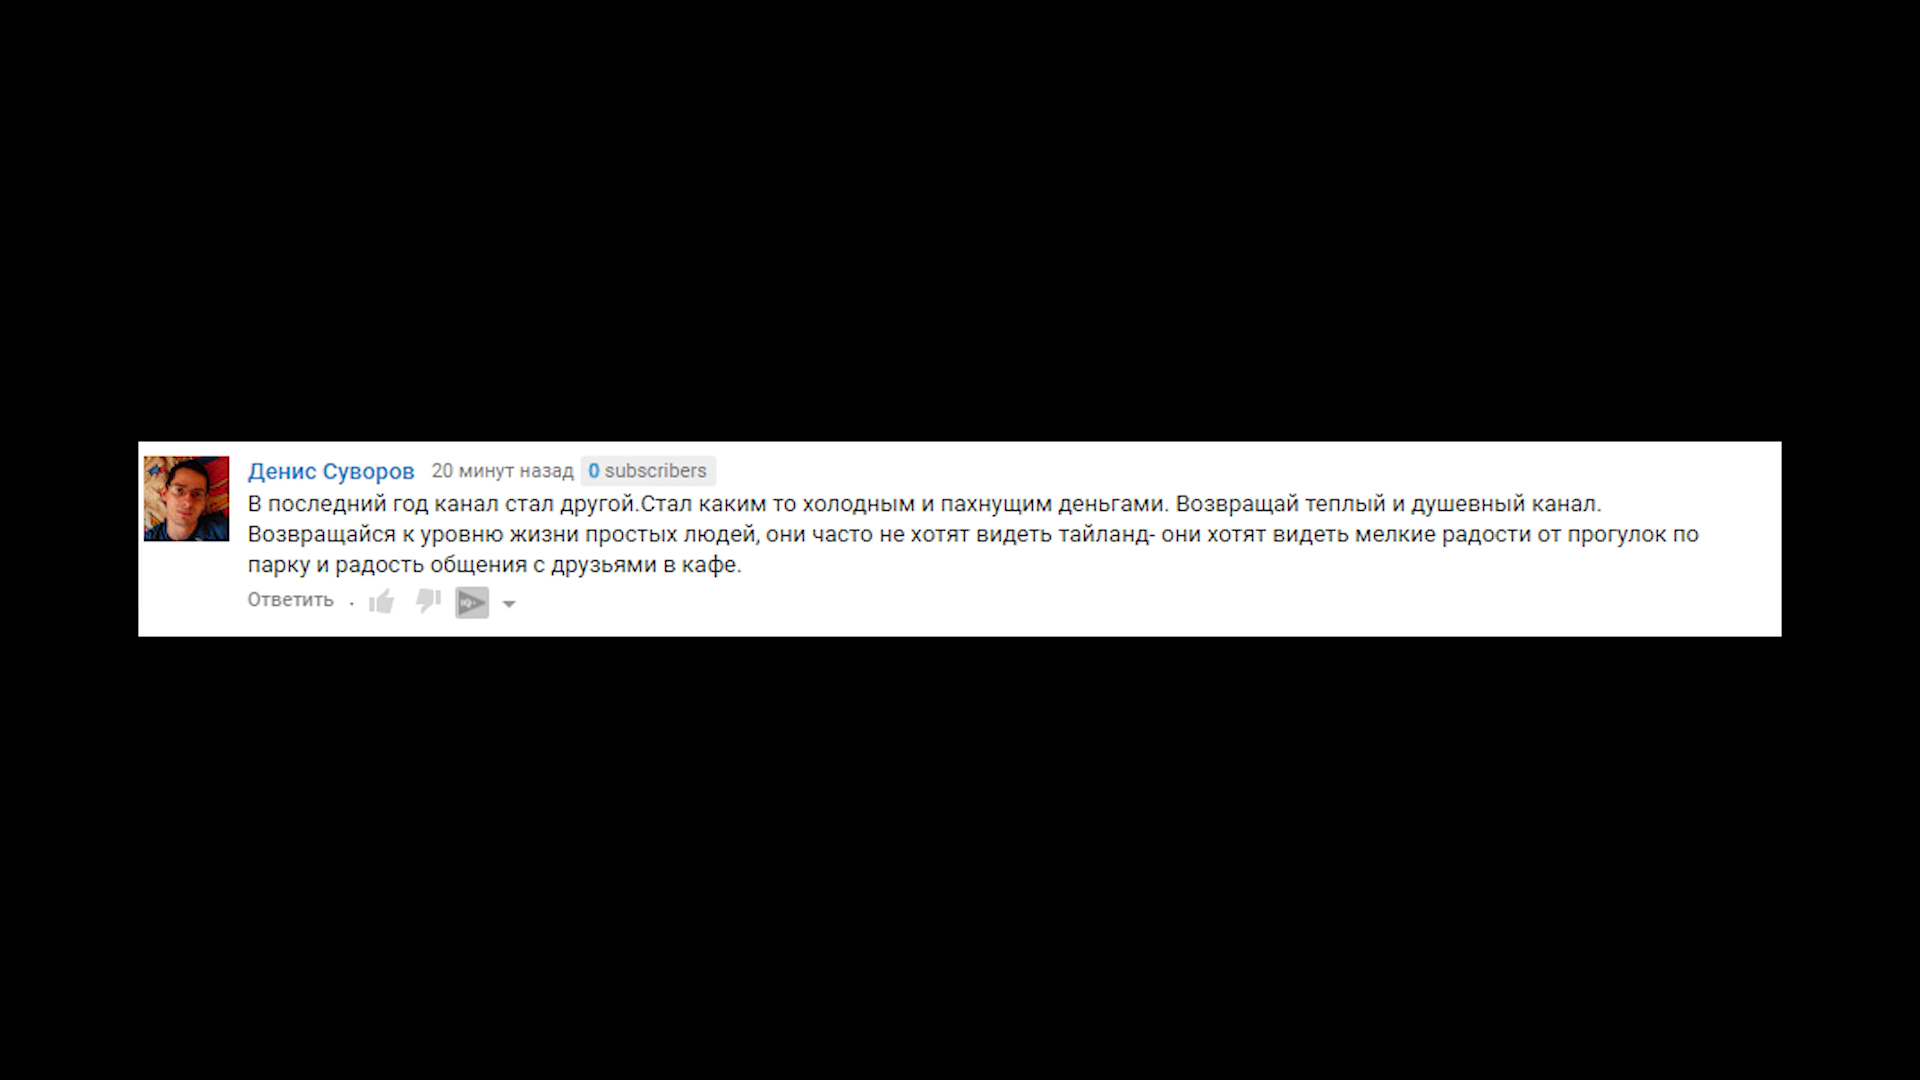 Денис Суворов 20 минут назад 0 subscribers
В последний год канал стал другой.Стал каким то холодным и пахнущим деньгами. Возвращай теплый и душевный канал.
Возвращайся к уровню жизни простых людей, они часто не хотят видеть тайланд- они хотят видеть мелкие радости от прогулок по
парку и радость общения с друзьями в кафе.
Ответить .